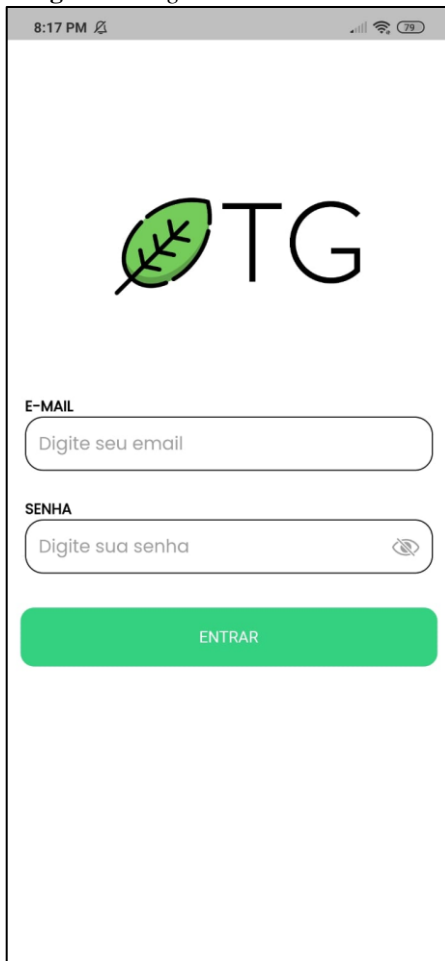 8:17 PM 79
TG
E-MAIL
Digite seu email
SENHA
Digite sua senha
ENTRAR